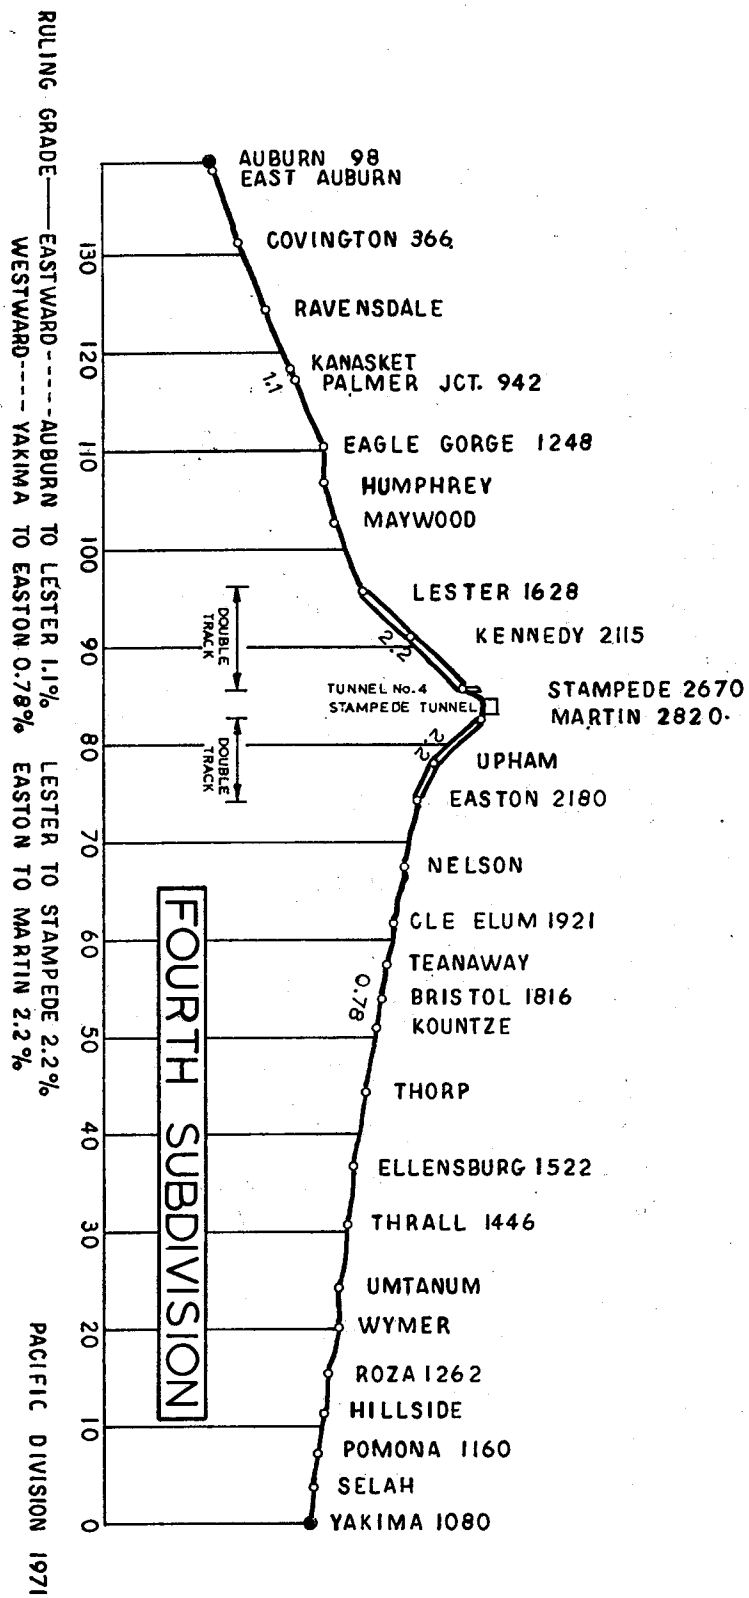 AUBURN 98
EAST AUBURN
COVINGTON 366
RAVENSDALE
KANASKET
PALMER JCT. 942
EAGLE GORGE 1248
HUMPHREY
MAYWOOD
LESTER 1628
KENNEDY 2115
STAMPEDE 2670
MARTIN 2820
UPHAM
EASTON 2180
NELSON
CLE ELUM 1921
TEANAWAY
BRISTOL 1816
KOUNTZE
THORP
ELLENSBURG 1522
THRALL 1446
UMTANUM
WYMER
ROZA 1262
HILLSIDE
POMONA 1160
SELAH
YAKIMA 1080
TUNNEL No. 4
STAMPEDE TUNNEL
1.1
2.2
2.2
0.78
DOUBLE
TRACK
DOUBLE
TRACK
FOURTH SUBDIVISION
130 120 110 100 90 80 70 60 50 40 30 20 10 0
RULING GRADE—EASTWARD-----AUBURN TO LESTER 1.1% LESTER TO STAMPEDE 2.2%
WESTWARD---- YAKIMA TO EASTON 0.78% EASTON TO MARTIN 2.2%
PACIFIC DIVISION 1971